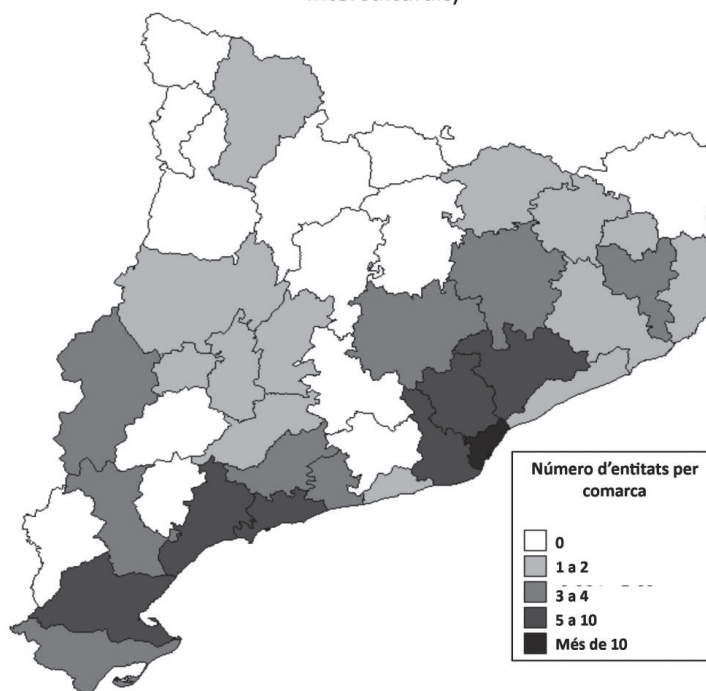 Número d'entitats per
comarca
0
1 a 2
3 a 4
5 a 10
Més de 10